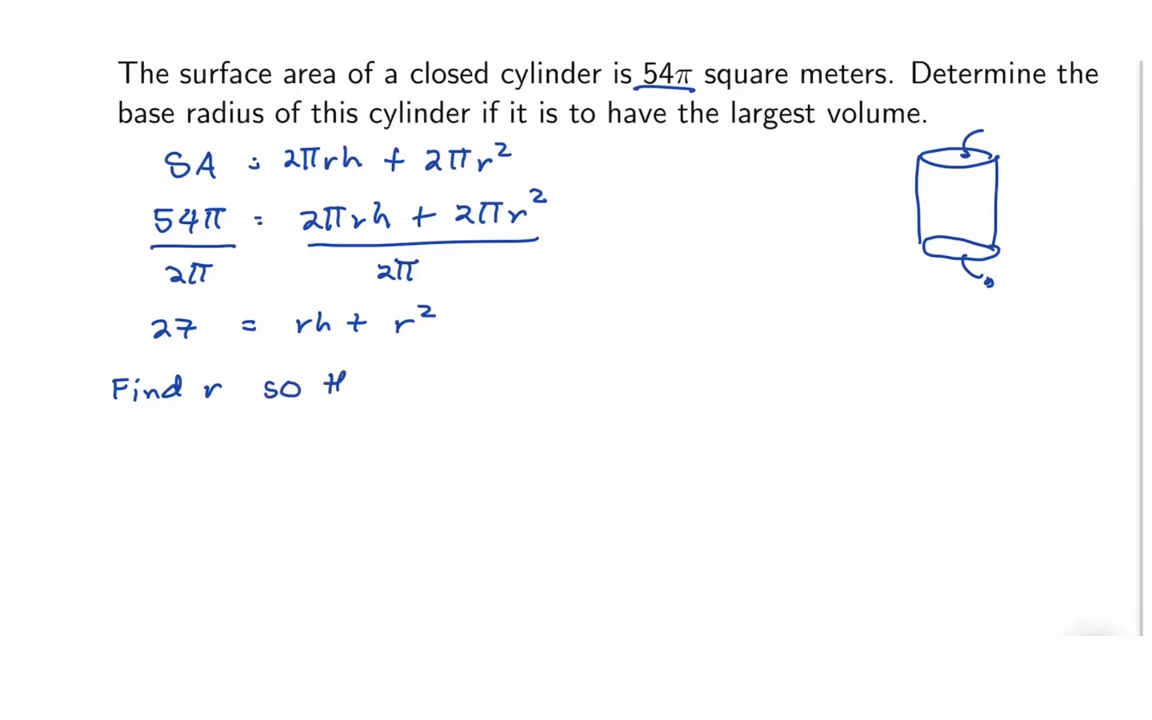 The surface area of a closed cylinder is 54π square meters. Determine the
base radius of this cylinder if it is to have the largest volume.
SA = 2πrh + 2πr²
54π = 2πrh + 2πr²
2π 2π
27 = rh + r²
Find r so th